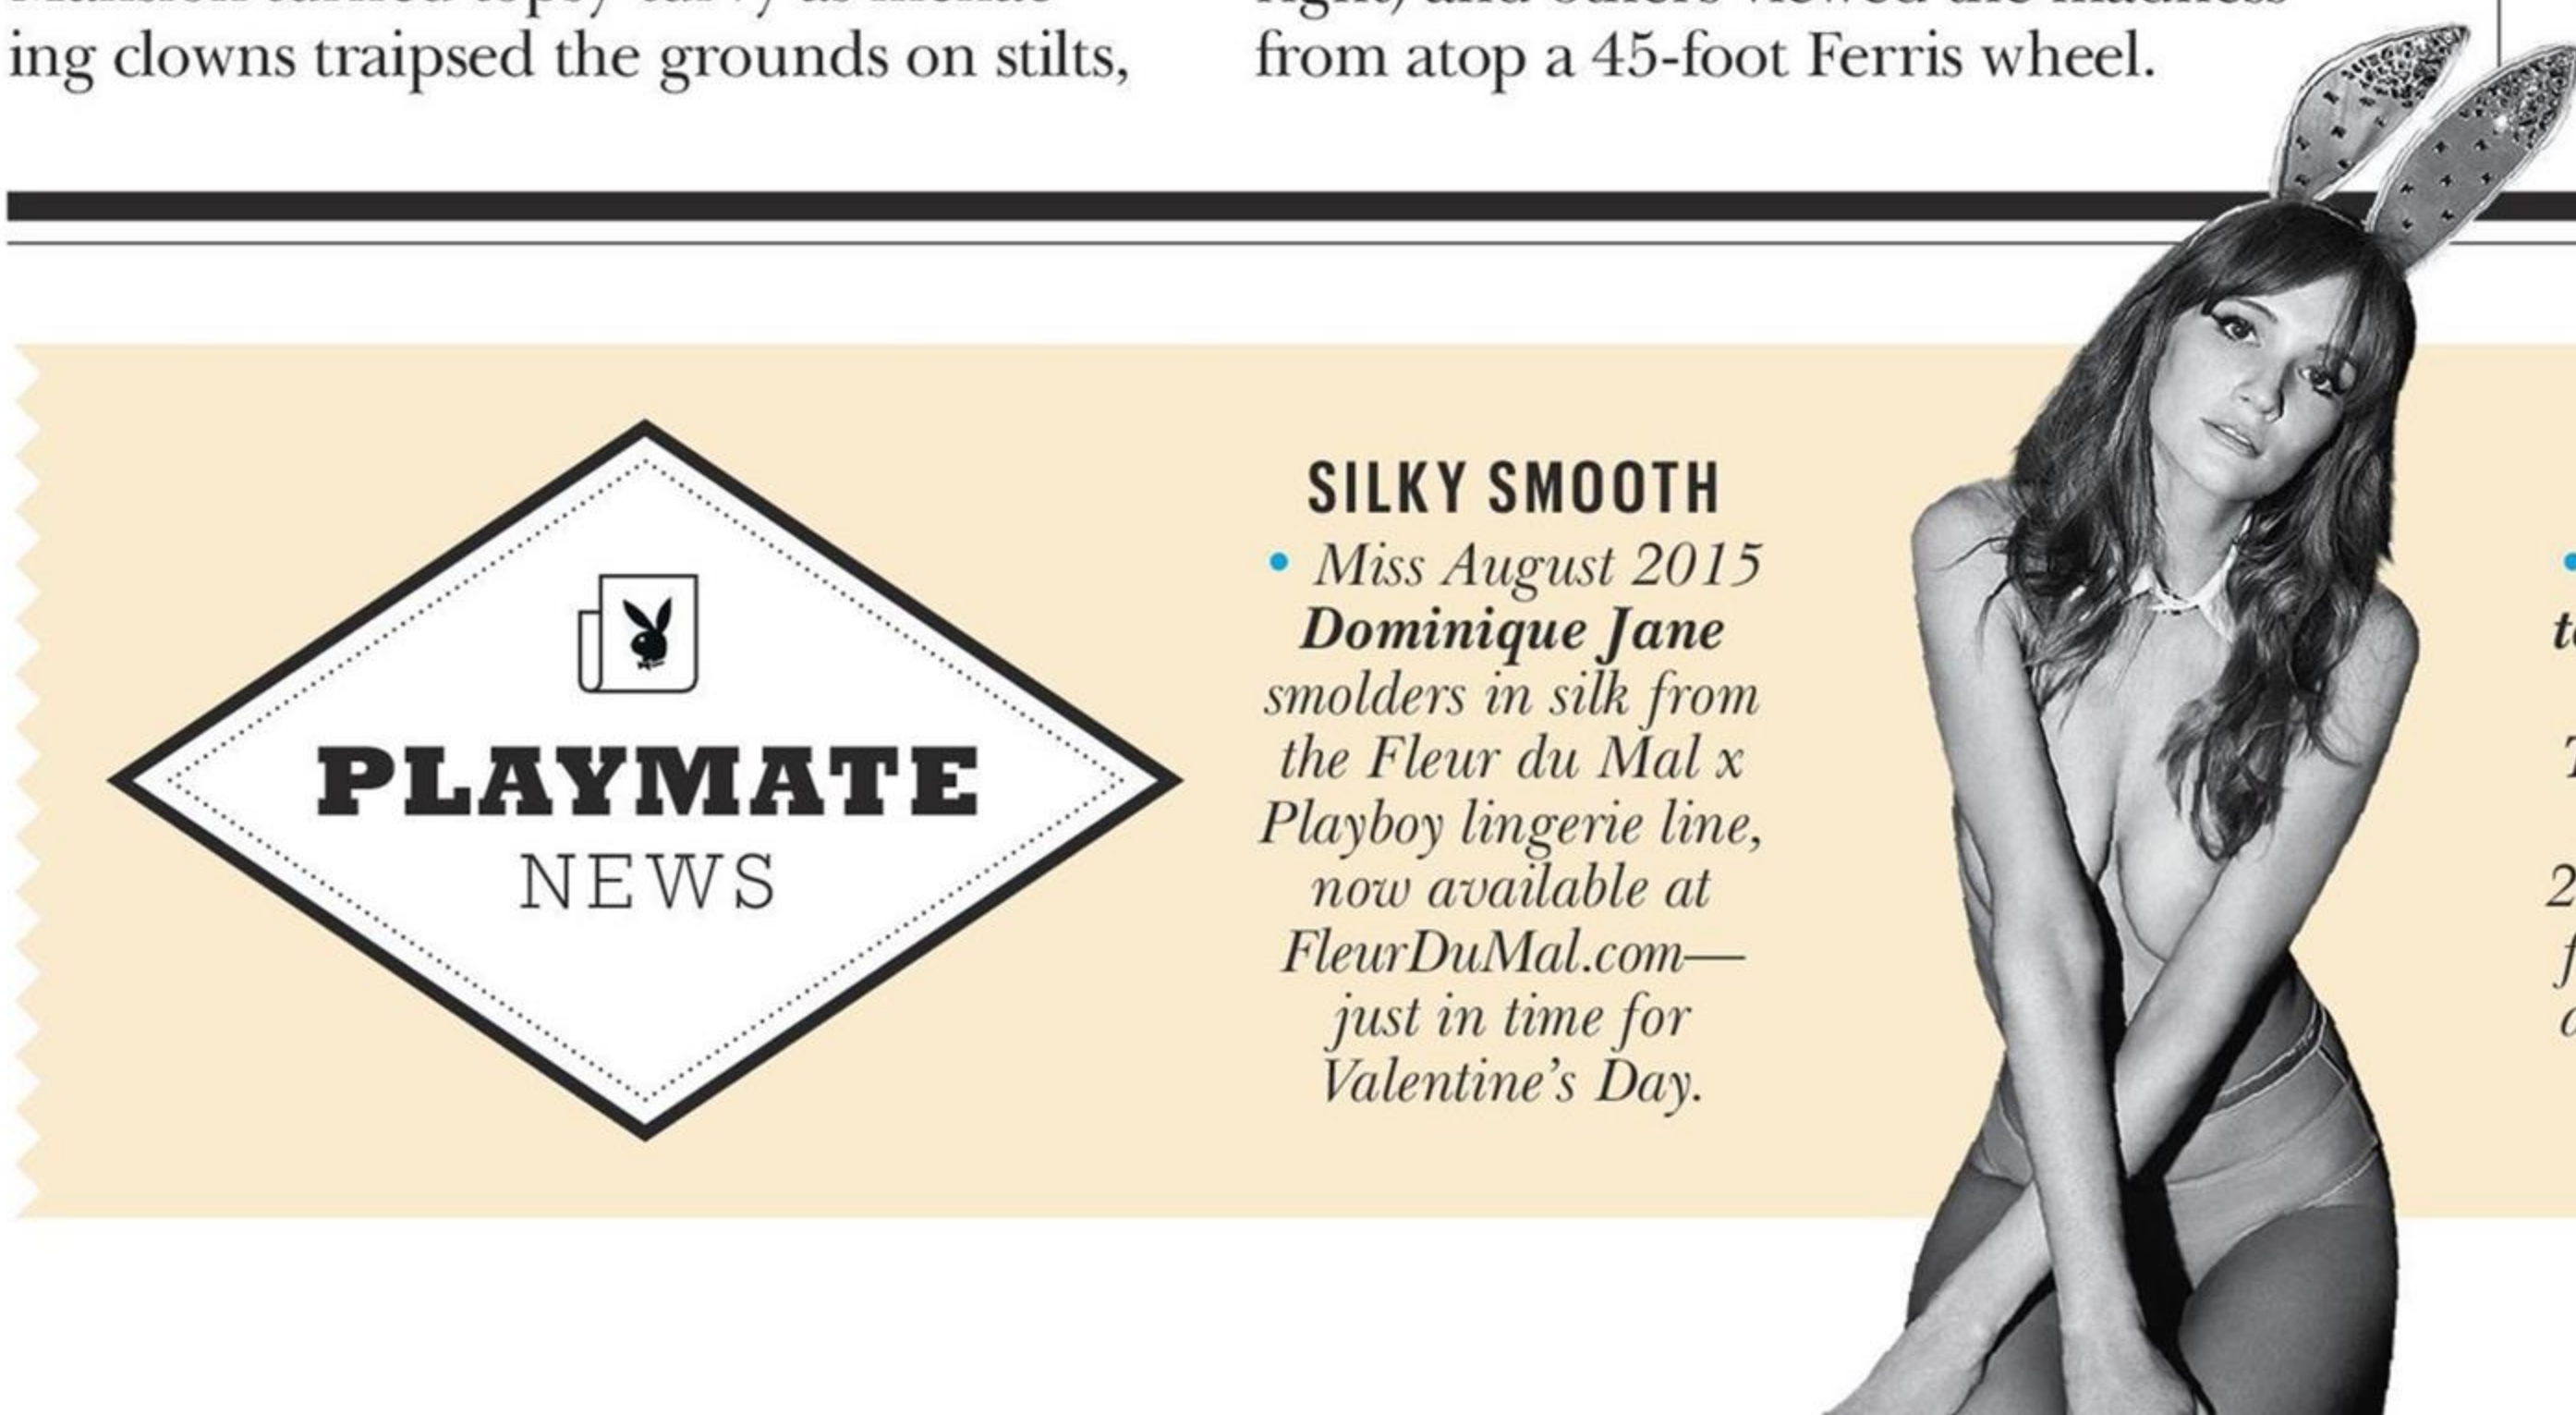 ing clowns traipsed the grounds on stilts,
from atop a 45-foot Ferris wheel.
PLAYMATE
NEWS
SILKY SMOOTH
• Miss August 2015
Dominique Jane
smolders in silk from
the Fleur du Mal x
Playboy lingerie line,
now available at
FleurDuMal.com—
just in time for
Valentine’s Day.